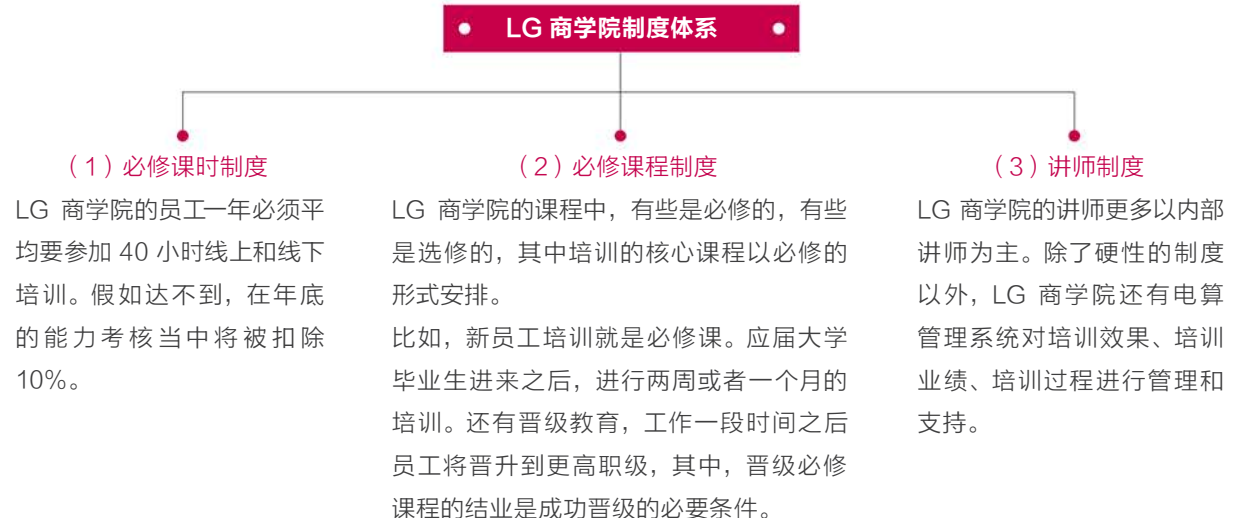 LG 商学院制度体系
（1）必修课时制度
LG 商学院的员工一年必须平
均要参加 40 小时线上和线下
培训。假如达不到，在年底
的能力考核当中将被扣除
10%。
（2）必修课程制度
LG 商学院的课程中，有些是必修的，有些
是选修的，其中培训的核心课程以必修的
形式安排。
比如，新员工培训就是必修课。应届大学
毕业生进来之后，进行两周或者一个月的
培训。还有晋级教育，工作一段时间之后
员工将晋升到更高职级，其中，晋级必修
课程的结业是成功晋级的必要条件。
（3）讲师制度
LG 商学院的讲师更多以内部
讲师为主。除了硬性的制度
以外，LG 商学院还有电算
管理系统对培训效果、培训
业绩、培训过程进行管理和
支持。